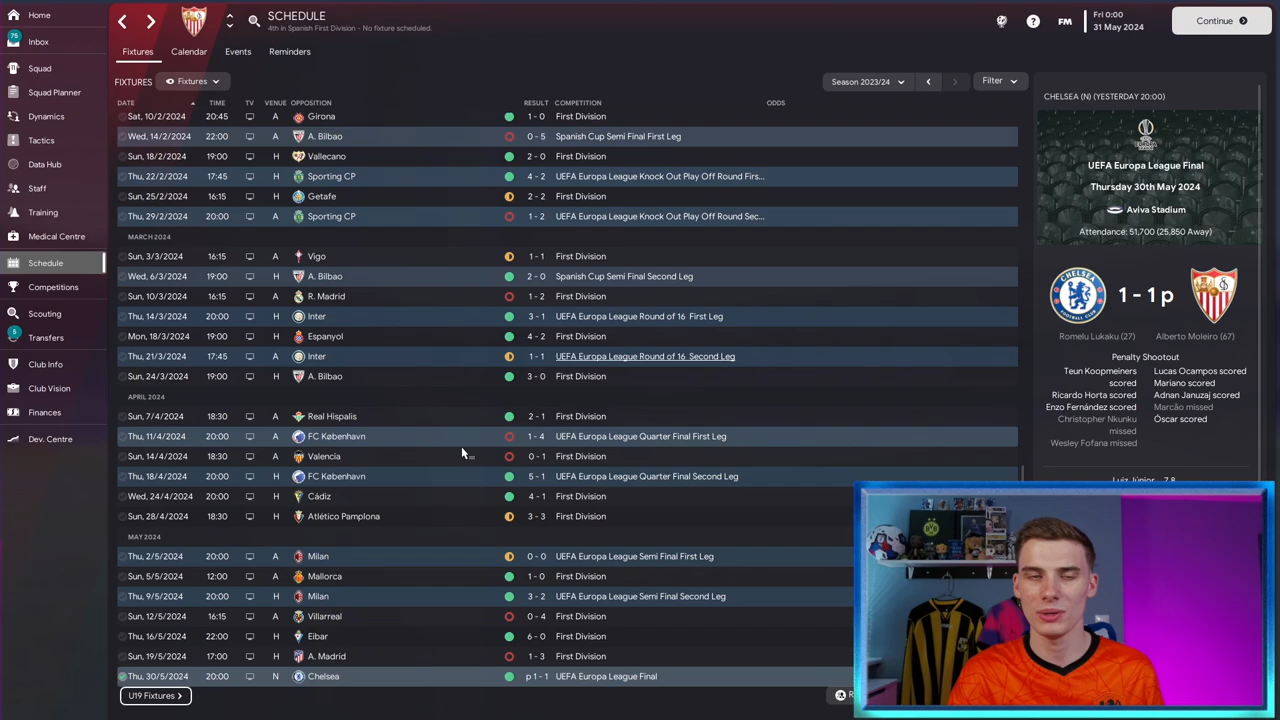 Home
75
Inbox
Squad
Squad Planner
Dynamics
Tactics
Data Hub
Staff
Training
Medical Centre
Schedule
Competitions
Scouting
5
Transfers
Club Info
Club Vision
Finances
Dev. Centre
SCHEDULE
4th in Spanish First Division - No fixture scheduled.
? FM
Fri 0:00
31 May 2024
Continue
Fixtures Calendar Events Reminders
FIXTURES Fixtures Season 2023/24 Filter
DATE TIME TV VENUE OPPOSITION RESULT COMPETITION ODDS
Sat, 10/2/2024 20:45 A Girona 1 - 0 First Division
Wed, 14/2/2024 22:00 A A. Bilbao 0 - 5 Spanish Cup Semi Final First Leg
Sun, 18/2/2024 19:00 H Vallecano 2 - 0 First Division
Thu, 22/2/2024 17:45 H Sporting CP 4 - 2 UEFA Europa League Knock Out Play Off Round Firs...
Sun, 25/2/2024 16:15 H Getafe 2 - 2 First Division
Thu, 29/2/2024 20:00 A Sporting CP 1 - 2 UEFA Europa League Knock Out Play Off Round Sec...
MARCH 2024
Sun, 3/3/2024 16:15 A Vigo 1 - 1 First Division
Wed, 6/3/2024 19:00 H A. Bilbao 2 - 0 Spanish Cup Semi Final Second Leg
Sun, 10/3/2024 16:15 A R. Madrid 1 - 2 First Division
Thu, 14/3/2024 20:00 H Inter 3 - 1 UEFA Europa League Round of 16 First Leg
Mon, 18/3/2024 19:00 H Espanyol 4 - 2 First Division
Thu, 21/3/2024 17:45 A Inter 1 - 1 UEFA Europa League Round of 16 Second Leg
Sun, 24/3/2024 19:00 H A. Bilbao 3 - 0 First Division
APRIL 2024
Sun, 7/4/2024 18:30 A Real Hispalis 2 - 1 First Division
Thu, 11/4/2024 20:00 A FC København 1 - 4 UEFA Europa League Quarter Final First Leg
Sun, 14/4/2024 18:30 A Valencia 0 - 1 First Division
Thu, 18/4/2024 20:00 H FC København 5 - 1 UEFA Europa League Quarter Final Second Leg
Wed, 24/4/2024 20:00 H Cádiz 4 - 1 First Division
Sun, 28/4/2024 18:30 A Atlético Pamplona 3 - 3 First Division
MAY 2024
Thu, 2/5/2024 20:00 A Milan 0 - 0 UEFA Europa League Semi Final First Leg
Sun, 5/5/2024 12:00 A Mallorca 1 - 0 First Division
Thu, 9/5/2024 20:00 H Milan 3 - 2 UEFA Europa League Semi Final Second Leg
Sun, 12/5/2024 16:15 A Villarreal 0 - 4 First Division
Thu, 16/5/2024 22:00 H Eibar 6 - 0 First Division
Sun, 19/5/2024 17:00 H A. Madrid 1 - 3 First Division
Thu, 30/5/2024 20:00 N Chelsea p 1 - 1 UEFA Europa League Final
U19 Fixtures
CHELSEA (N) (YESTERDAY 20:00)
UEFA Europa League Final
Thursday 30th May 2024
Aviva Stadium
Attendance: 51,700 (25,850 Away)
1 - 1 p
Romelu Lukaku (27) Alberto Moleiro (67)
Penalty Shootout
Teun Koopmeiners scored
Ricardo Horta scored
Enzo Fernández scored
Christopher Nkunku missed
Wesley Fofana missed
Lucas Ocampos scored
Mariano scored
Adnan Januzaj scored
Marcão missed
Óscar scored
Luiz Júnior 7.8